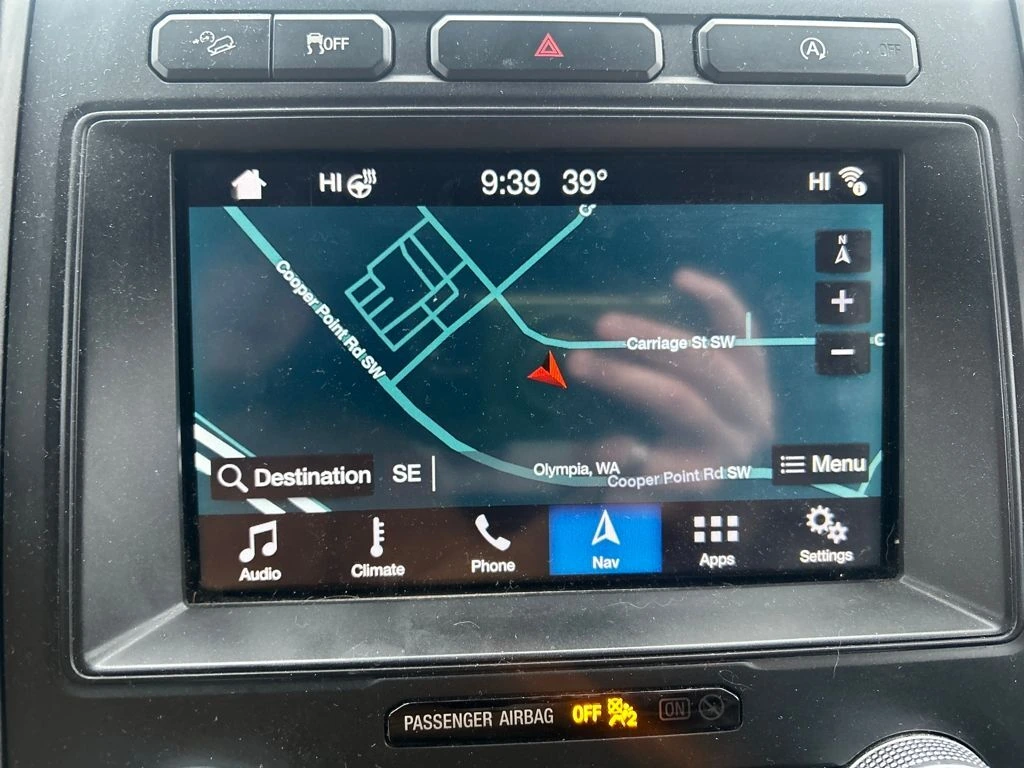 OFF
A OFF
HI 9:39 39° HI
N
+
Cooper Point Rd SW
Carriage St SW
−
Destination SE
Olympia, WA
Cooper Point Rd SW
Menu
Audio Climate Phone Nav Apps Settings
PASSENGER AIRBAG OFF 2 ON